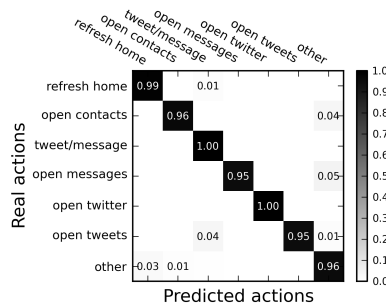 refresh home
open contacts
tweet/message
open messages
open twitter
open tweets
other
Real actions
refresh home 0.99 0.01
open contacts 0.96 0.04
tweet/message 1.00
open messages 0.95 0.05
open twitter 1.00
open tweets 0.04 0.95 0.01
other 0.03 0.01 0.96
Predicted actions
1.0
0.9
0.8
0.7
0.6
0.5
0.4
0.3
0.2
0.1
0.0